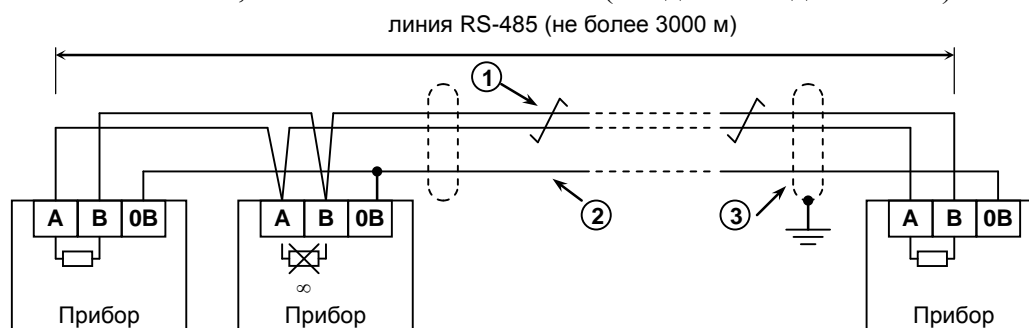 линия RS-485 (не более 3000 м)
1
A B 0B
A B 0B
2
3
A B 0B
∞
Прибор
Прибор
Прибор